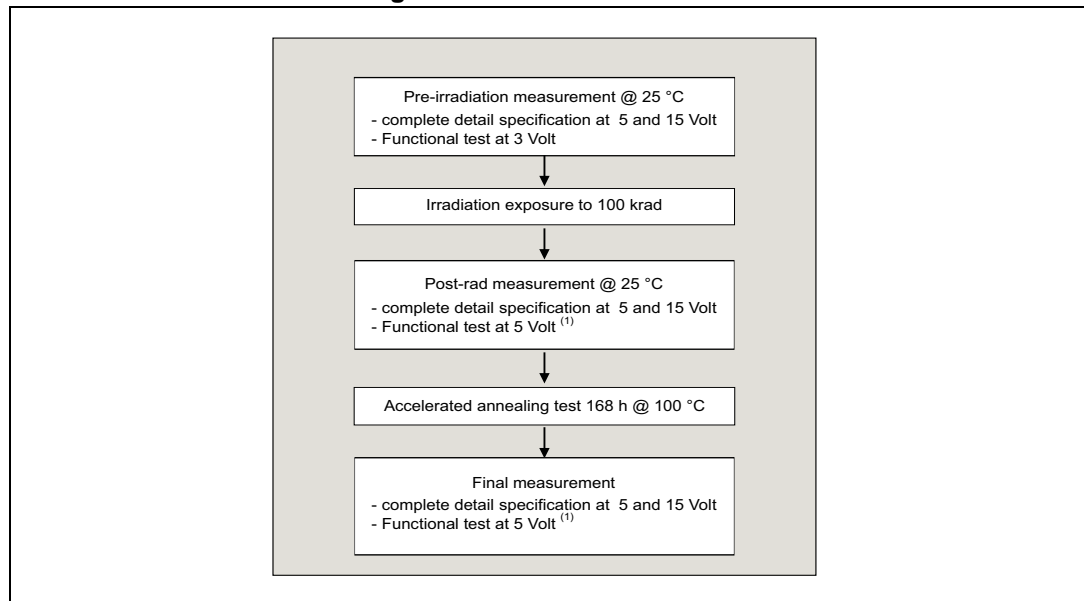 Pre-irradiation measurement @ 25 °C
- complete detail specification at 5 and 15 Volt
- Functional test at 3 Volt
Irradiation exposure to 100 krad
Post-rad measurement @ 25 °C
- complete detail specification at 5 and 15 Volt
- Functional test at 5 Volt (1)
Accelerated annealing test 168 h @ 100 °C
Final measurement
- complete detail specification at 5 and 15 Volt
- Functional test at 5 Volt (1)